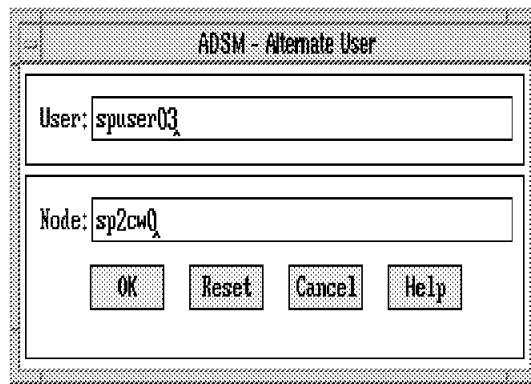 ADSM - Alternate User
User: spuser03
Node: sp2cw0
OK Reset Cancel Help